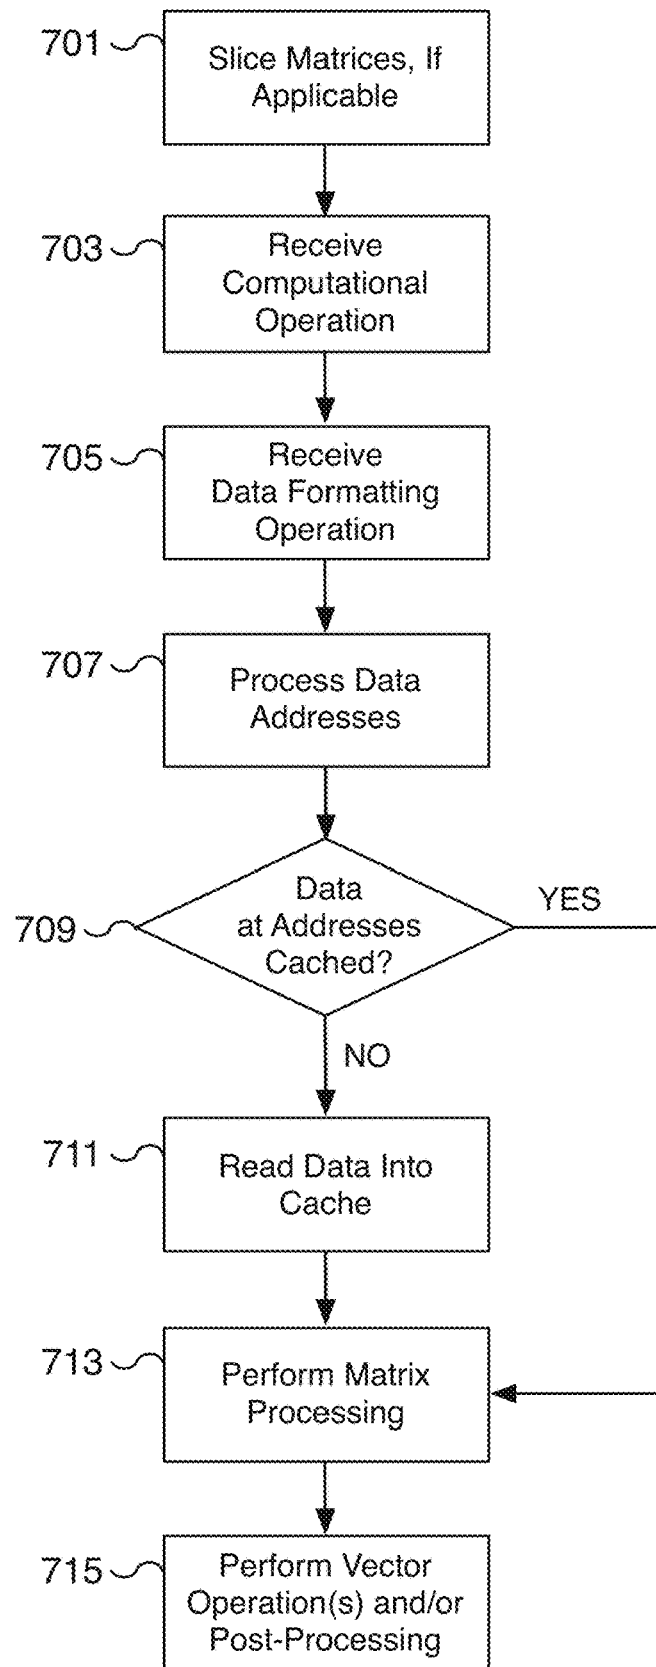 701
Slice Matrices, If
Applicable
703
Receive
Computational
Operation
705
Receive
Data Formatting
Operation
707
Process Data
Addresses
709
Data
at Addresses
Cached?
YES
NO
711
Read Data Into
Cache
713
Perform Matrix
Processing
715
Perform Vector
Operation(s) and/or
Post-Processing